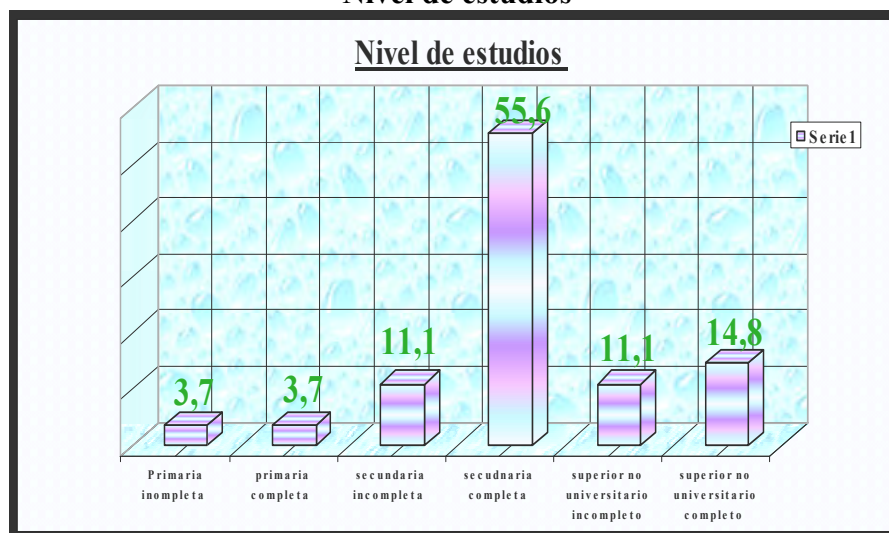 Nivel de estudios
Nivel de estudios
55,6
Serie1
14,8
11,1
11,1
3,7
3,7
Primaria inompleta
primaria completa
secundaria incompleta
secudnaria completa
superior no universitario incompleto
superior no universitario completo